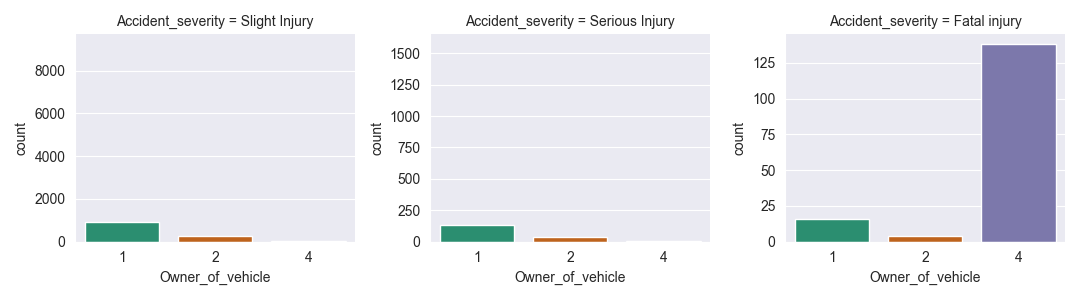 Accident_severity = Slight Injury
8000
6000
4000
2000
0
count
1 2 4
Owner_of_vehicle
Accident_severity = Serious Injury
1500
1250
1000
750
500
250
0
count
1 2 4
Owner_of_vehicle
Accident_severity = Fatal injury
125
100
75
50
25
0
count
1 2 4
Owner_of_vehicle